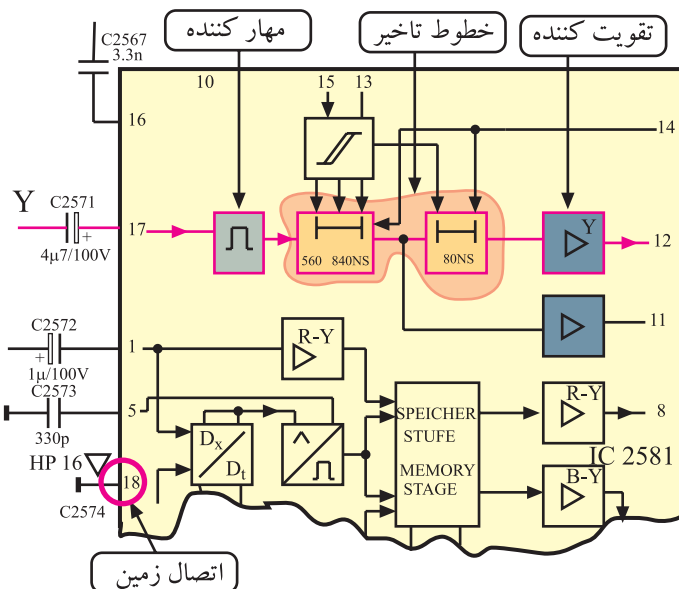 مهار کننده
خطوط تاخیر
تقویت کننده
C2567
3.3n
10
15
13
16
14
Y
C2571
+
4µ7/100V
17
560 840NS
80NS
Y
12
11
C2572
+
1µ/100V
1
R-Y
C2573
330p
5
SPEICHER
STUFE
MEMORY
STAGE
R-Y
8
Dx
Dt
IC 2581
B-Y
HP 16
18
C2574
اتصال زمین